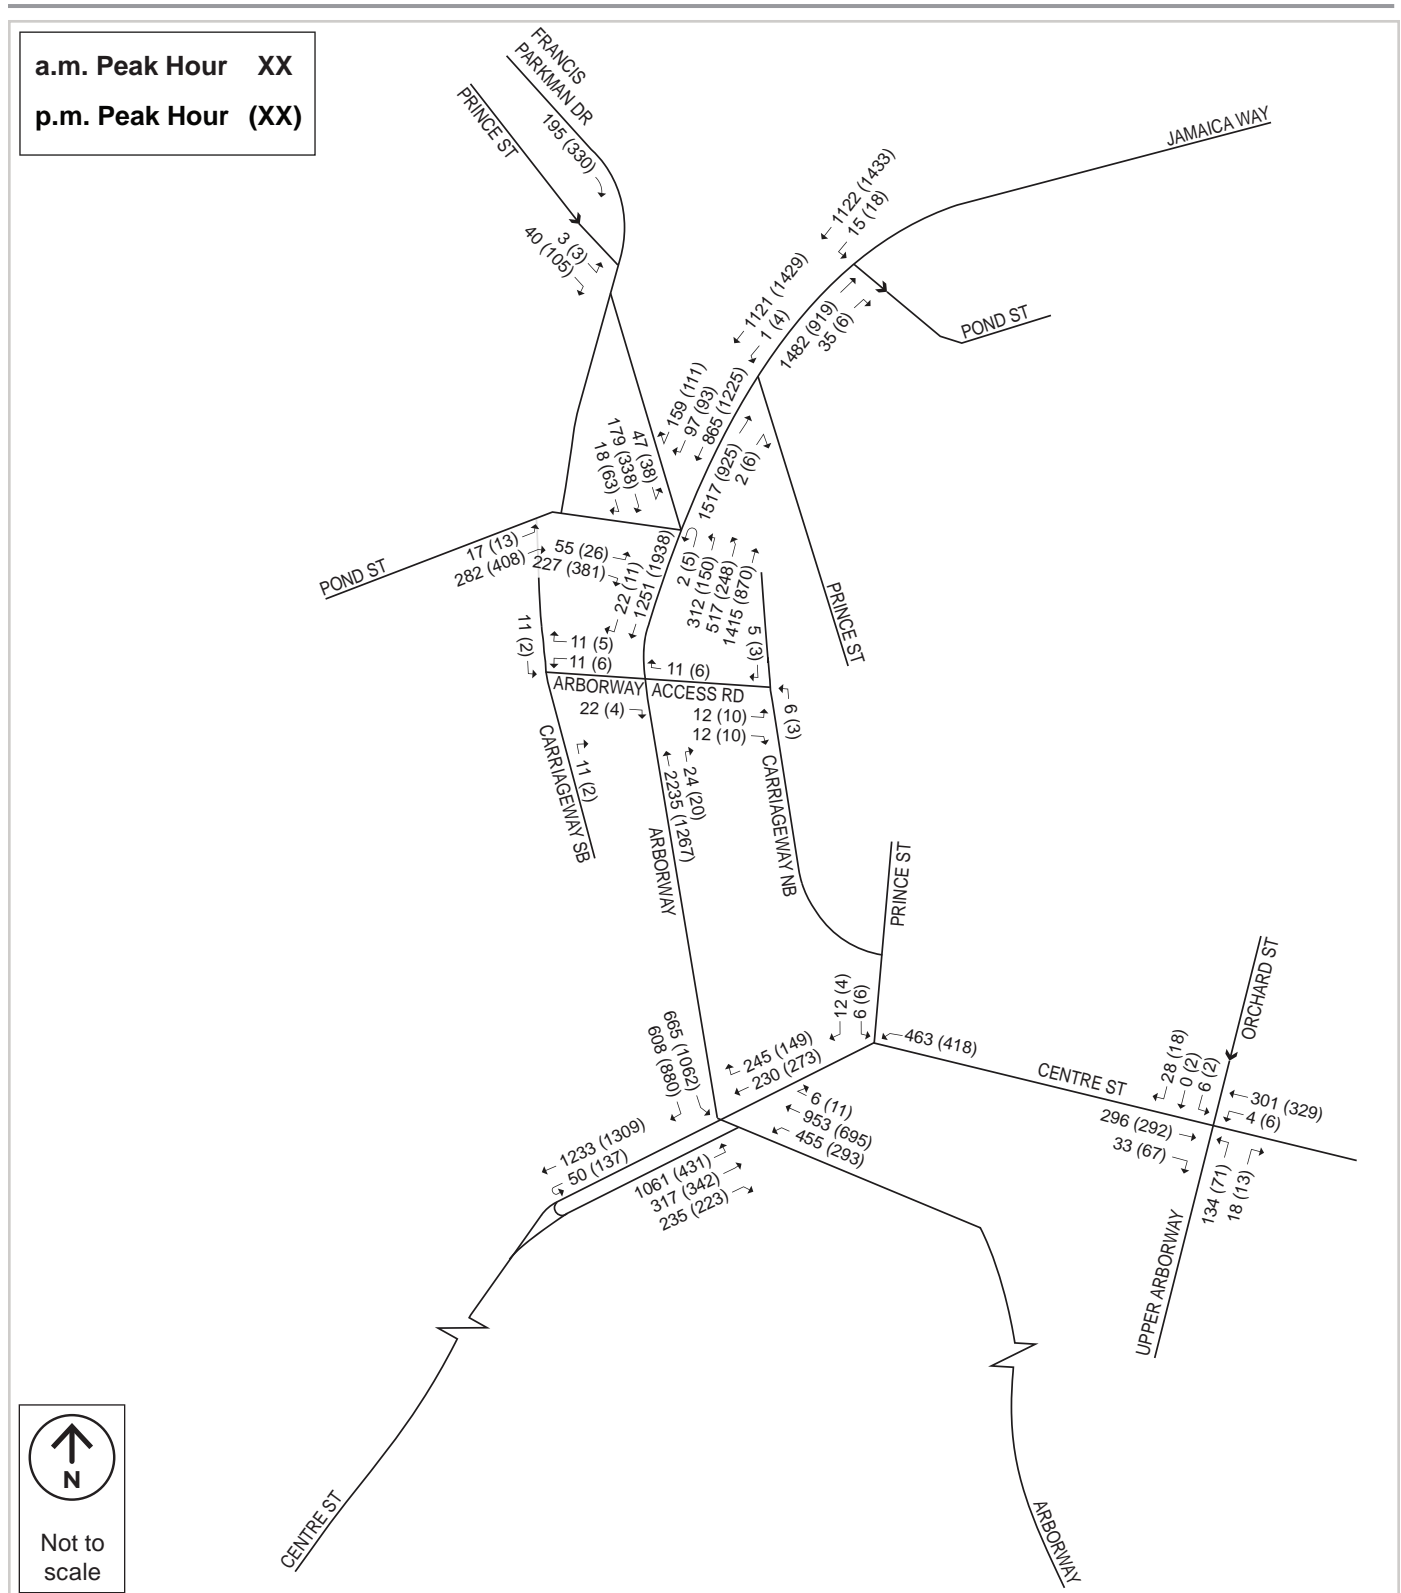 a.m. Peak Hour XX
p.m. Peak Hour (XX)
FRANCIS
PARKMAN DR
PRINCE ST
195 (330)
JAMAICA WAY
3 (3)
40 (105)
1122 (1433)
15 (18)
1121 (1429)
1 (4)
1482 (919)
35 (6)
POND ST
159 (111)
97 (93)
865 (1225)
47 (38)
179 (338)
18 (63)
1517 (925)
2 (6)
POND ST
17 (13)
282 (408)
55 (26)
227 (381)
22 (11)
1251 (1938)
2 (5)
312 (150)
517 (248)
1415 (870)
PRINCE ST
11 (2)
11 (5)
11 (6)
11 (6)
5 (3)
ARBORWAY ACCESS RD
22 (4)
12 (10)
12 (10)
6 (3)
CARRIAGEWAY SB
11 (2)
24 (20)
2235 (1267)
CARRIAGEWAY NB
ARBORWAY
PRINCE ST
ORCHARD ST
12 (4)
6 (6)
463 (418)
665 (1062)
608 (880)
245 (149)
230 (273)
CENTRE ST
28 (18)
0 (2)
6 (2)
301 (329)
4 (6)
296 (292)
33 (67)
6 (11)
953 (695)
455 (293)
1233 (1309)
50 (137)
1061 (431)
317 (342)
235 (223)
134 (71)
18 (13)
UPPER ARBORWAY
N
Not to
scale
CENTRE ST
ARBORWAY